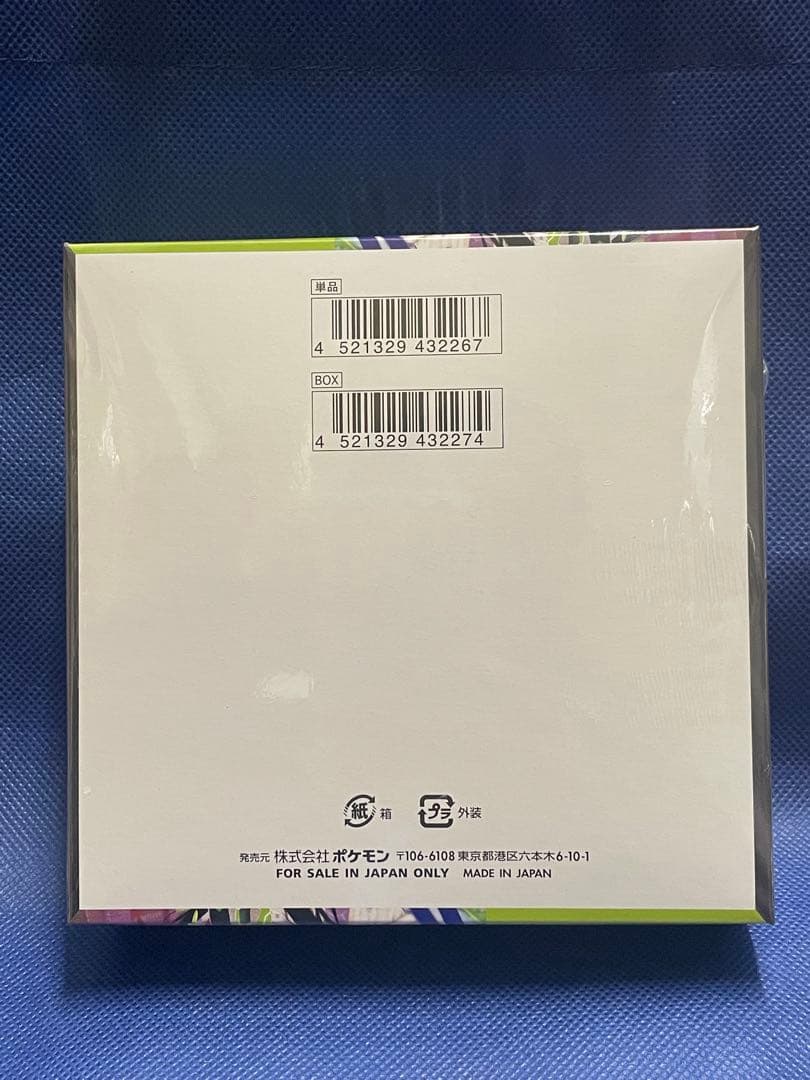 単品
4 521329 432267
BOX
4 521329 432274
紙 箱 プラ 外装
発売元 株式会社 ポケモン 〒106-6108 東京都港区六本木6-10-1
FOR SALE IN JAPAN ONLY MADE IN JAPAN